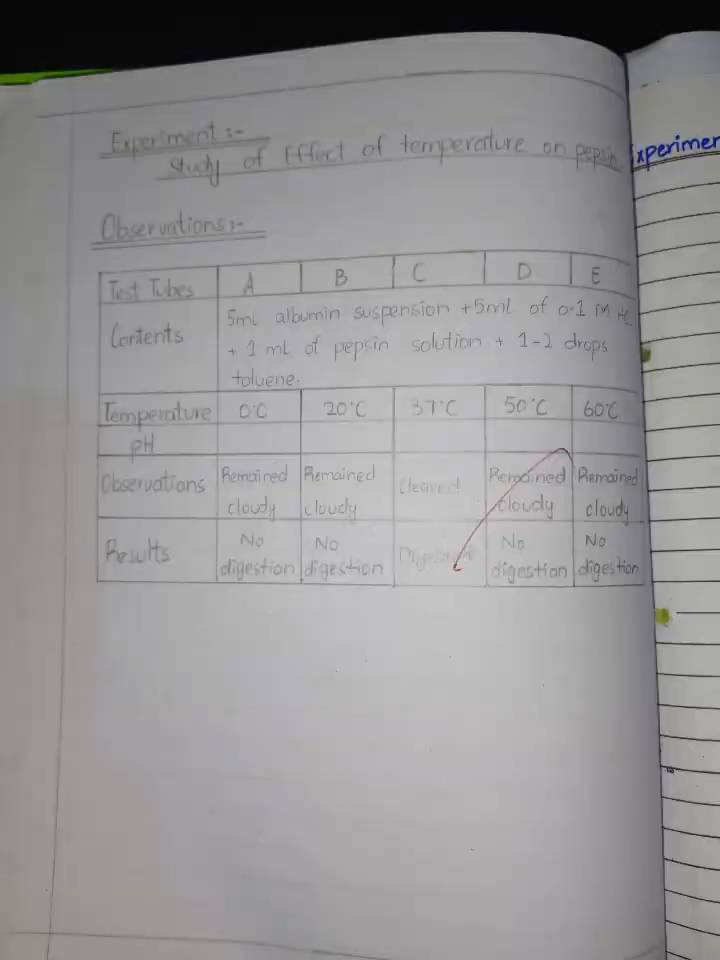 Experiment :-
Study of Effect of temperature on pepsin
Experimer
Observations:-
Test Tubes A B C D E
Contents 5ml albumin suspension + 5ml of 0.1 M HCl
+ 1 ml of pepsin solution + 1-2 drops
toluene.
Temperature 0°C 20°C 37°C 50°C 60°C
pH
Observations Remained cloudy Remained cloudy Cleared Remained cloudy Remained cloudy
Results No digestion No digestion Digestion No digestion No digestion